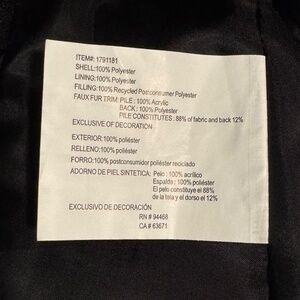 ITEM#: 1791181
SHELL:100% Polyester
LINING:100% Polyester
FILLING:100% Recycled Postconsumer Polyester
FAUX FUR TRIM: PILE : 100% Acrylic
BACK : 100% Polyester
PILE CONSTITUTES : 88% of fabric and back 12%
EXCLUSIVE OF DECORATION
EXTERIOR:100% poliéster
RELLENO:100% poliéster
FORRO:100% postconsumidor poliéster reciclado
ADORNO DE PIEL SINTETICA: Pelo : 100% acrílico
Espalda : 100% poliéster
El pelo constituye el 88%
de la tela y el dorso el 12%
EXCLUSIVO DE DECORACIÓN
RN # 94468
CA # 63671